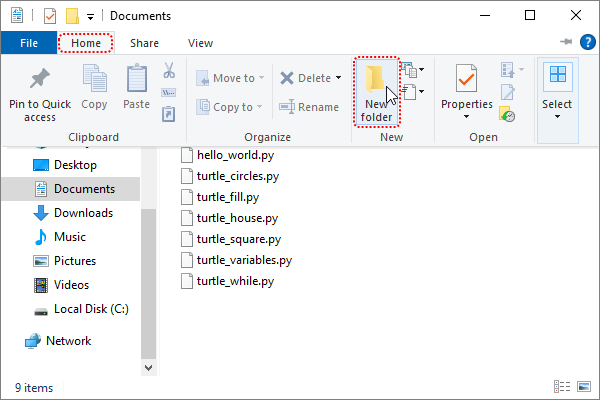 Documents
File Home Share View
Pin to Quick access
Copy
Paste
Clipboard
Move to
Copy to
Delete
Rename
Organize
New folder
New
Properties
Open
Select
Desktop
Documents
Downloads
Music
Pictures
Videos
Local Disk (C:)
Network
hello_world.py
turtle_circles.py
turtle_fill.py
turtle_house.py
turtle_square.py
turtle_variables.py
turtle_while.py
9 items